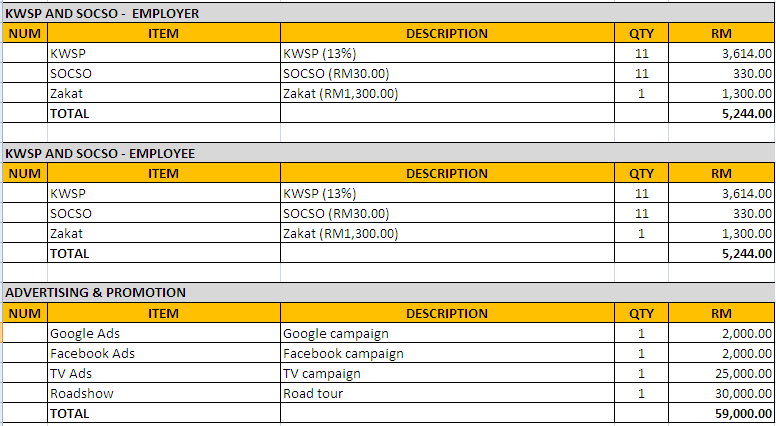 KWSP AND SOCSO - EMPLOYER
NUM ITEM DESCRIPTION QTY RM
KWSP KWSP (13%) 11 3,614.00
SOCSO SOCSO (RM30.00) 11 330.00
Zakat Zakat (RM1,300.00) 1 1,300.00
TOTAL 5,244.00
KWSP AND SOCSO - EMPLOYEE
NUM ITEM DESCRIPTION QTY RM
KWSP KWSP (13%) 11 3,614.00
SOCSO SOCSO (RM30.00) 11 330.00
Zakat Zakat (RM1,300.00) 1 1,300.00
TOTAL 5,244.00
ADVERTISING & PROMOTION
NUM ITEM DESCRIPTION QTY RM
Google Ads Google campaign 1 2,000.00
Facebook Ads Facebook campaign 1 2,000.00
TV Ads TV campaign 1 25,000.00
Roadshow Road tour 1 30,000.00
TOTAL 59,000.00